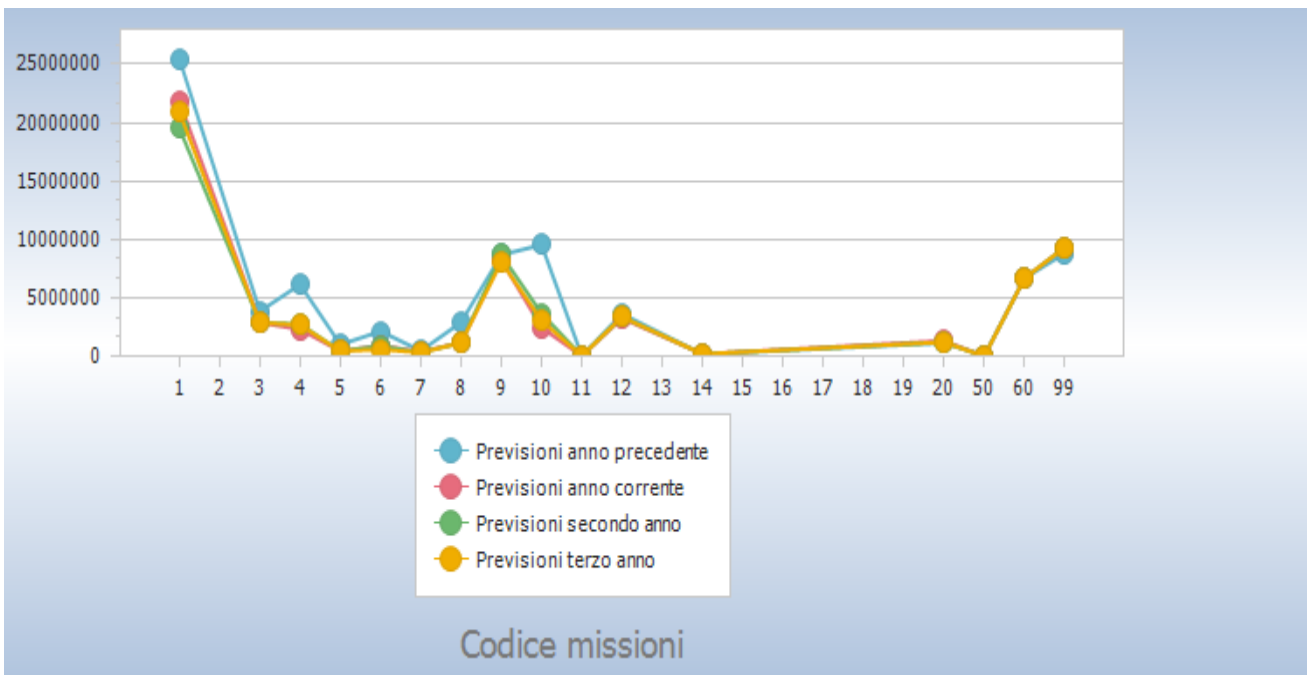 25000000
20000000
15000000
10000000
5000000
0
1 2 3 4 5 6 7 8 9 10 11 12 13 14 15 16 17 18 19 20 50 60 99
Previsioni anno precedente
Previsioni anno corrente
Previsioni secondo anno
Previsioni terzo anno
Codice missioni